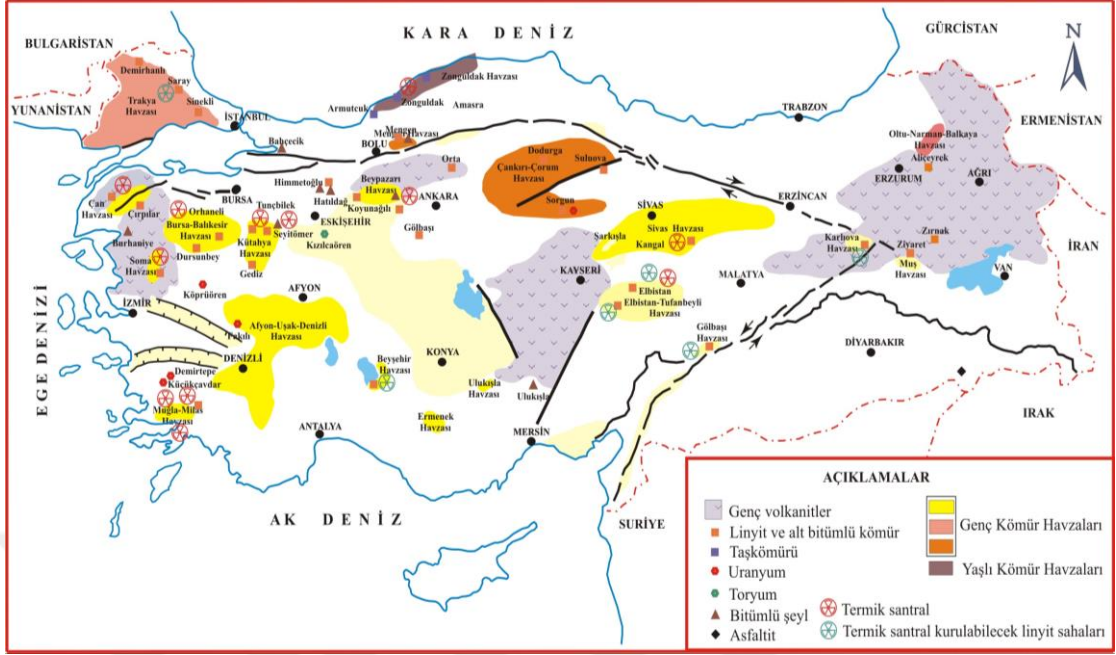 KARA DENİZ
BULGARİSTAN
GÜRCİSTAN
N
YUNANİSTAN
ERMENİSTAN
İRAN
IRAK
SURİYE
EGE DENİZİ
AK DENİZ
Demirhanlı
Saray
Trakya
Havzası
Sinekli
İSTANBUL
Zonguldak Havzası
Zonguldak
Armutcuk
Amasra
TRABZON
Bahçecik
Mengen
BOLU
Orta
Dodurga
Çankırı-Çorum
Havzası
Suluova
Sorgun
Oltu-Narman-Balkaya
Havzası
Aliçeyrek
ERZURUM
AĞRI
ERZİNCAN
Çan
Havzası
Çırpılar
BURSA
Himmetoğlu
Hatıldağ
Beypazarı
Havzası
Koyunağılı
ANKARA
Gölbaşı
Orhaneli
Bursa-Balıkesir
Havzası
Dursunbey
Tunçbilek
Seyitömer
Kütahya
Havzası
Gediz
ESKİŞEHİR
Kızılcaören
SİVAS
Sivas Havzası
Şarkışla
Kangal
Karlıova
Havzası
Zırnak
Ziyaret
Muş
Havzası
VAN
Burhaniye
Soma
Havzası
Köprüören
İZMİR
AFYON
Afyon-Uşak-Denizli
Havzası
DENİZLİ
KAYSERİ
Elbistan
Elbistan-Tufanbeyli
Havzası
MALATYA
Gölbaşı
Havzası
DİYARBAKIR
Demirtepe
Küçükçavdar
Muğla-Milas
Havzası
KONYA
Beyşehir
Havzası
Ulukışla
Havzası
Ulukışla
Ermenek
Havzası
ANTALYA
MERSİN
AÇIKLAMALAR
Genç volkanitler
Linyit ve alt bitümlü kömür
Taşkömürü
Uranyum
Toryum
Bitümlü şeyl
Asfaltit
Genç Kömür Havzaları
Yaşlı Kömür Havzaları
Termik santral
Termik santral kurulabilecek linyit sahaları